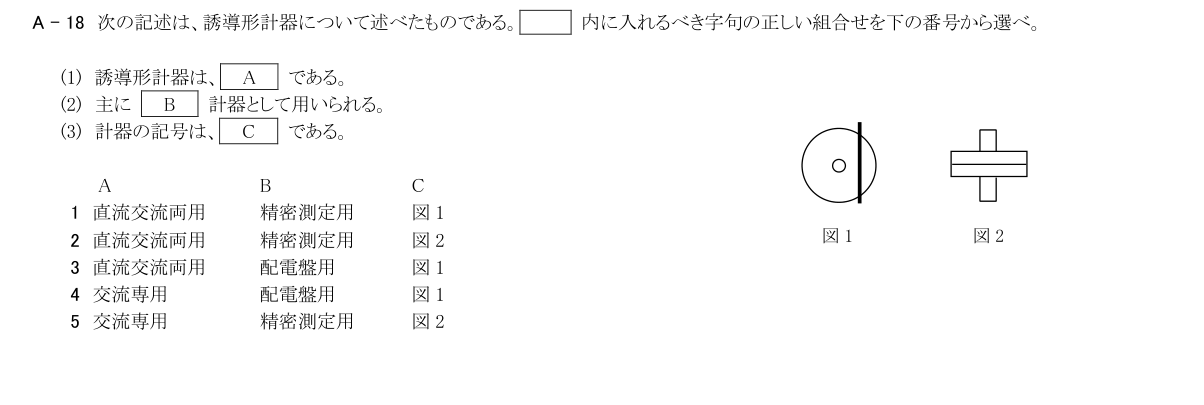 A－18 次の記述は、誘導形計器について述べたものである。 内に入れるべき字句の正しい組合せを下の番号から選べ。
(1) 誘導形計器は、 A である。
(2) 主に B 計器として用いられる。
(3) 計器の記号は、 C である。
A B C
1 直流交流両用 精密測定用 図1
2 直流交流両用 精密測定用 図2
3 直流交流両用 配電盤用 図1
4 交流専用 配電盤用 図1
5 交流専用 精密測定用 図2
図1 図2